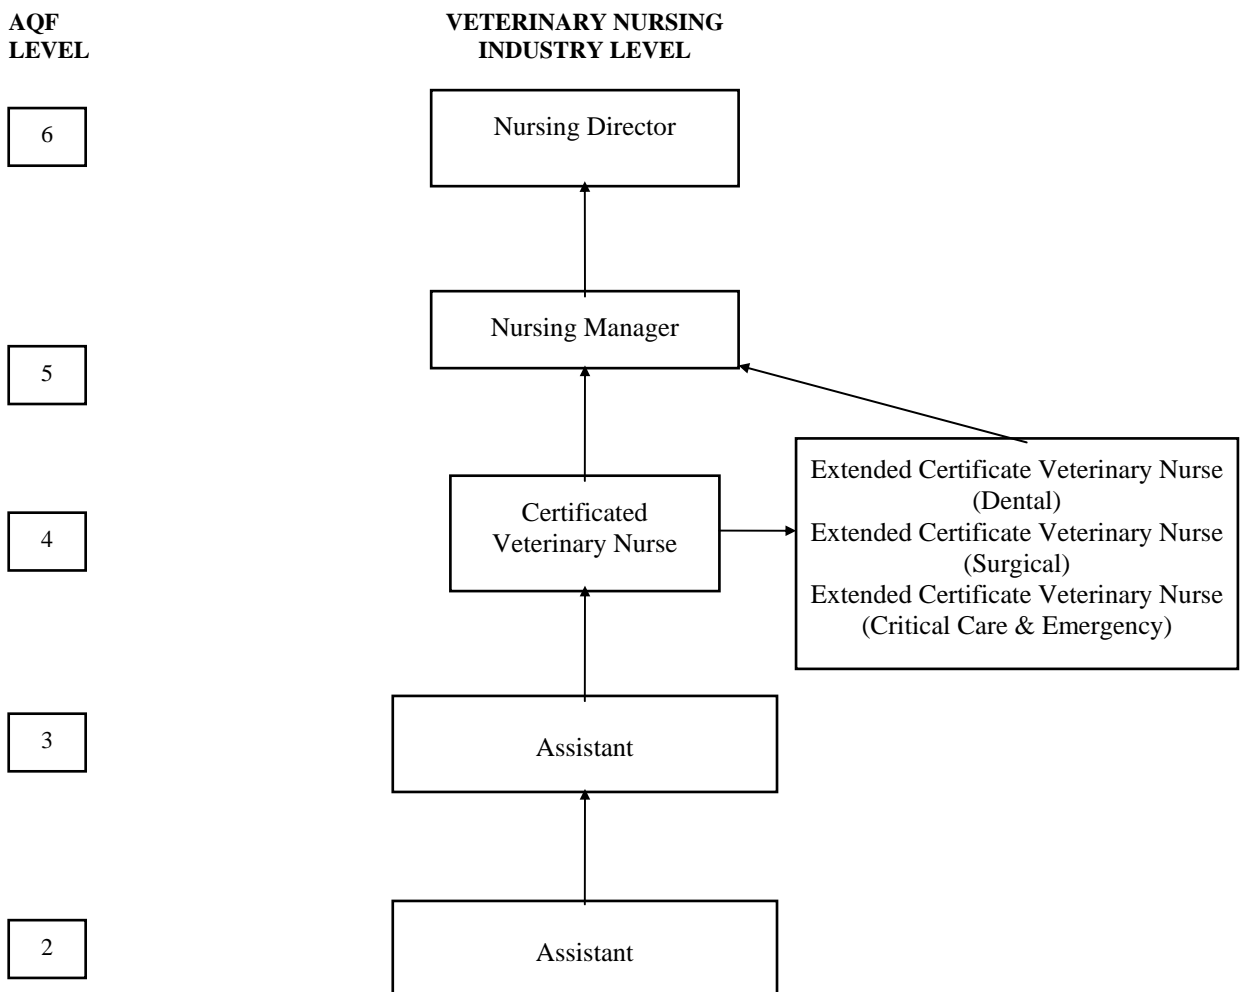 AQF
LEVEL
VETERINARY NURSING
INDUSTRY LEVEL
6
Nursing Director
Nursing Manager
5
Extended Certificate Veterinary Nurse
(Dental)
Extended Certificate Veterinary Nurse
(Surgical)
Extended Certificate Veterinary Nurse
(Critical Care & Emergency)
4
Certificated
Veterinary Nurse
3
Assistant
2
Assistant